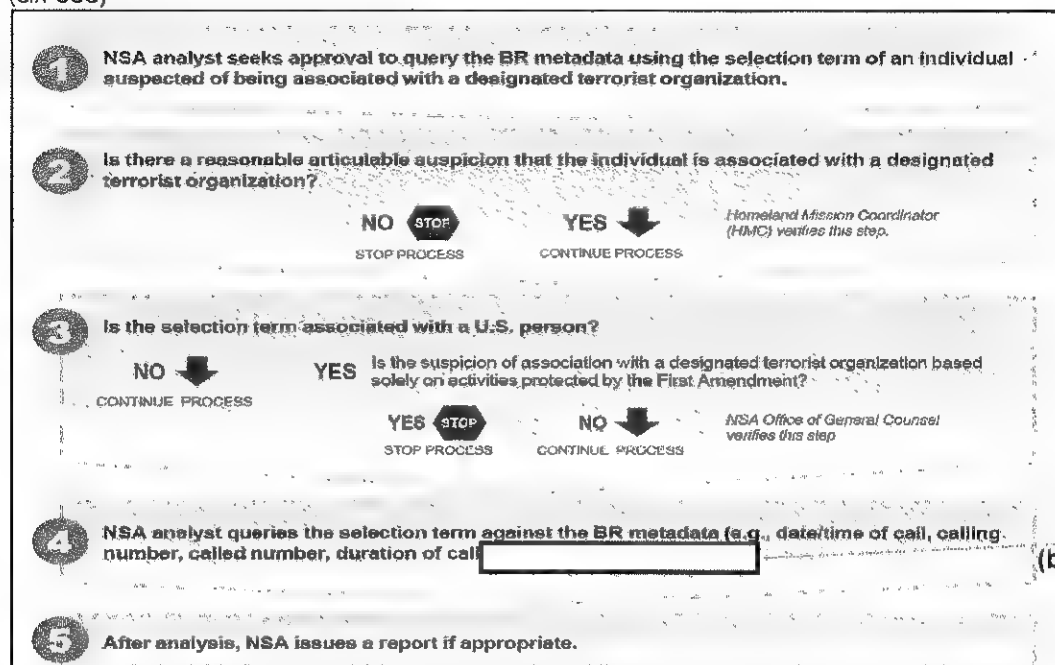 1 NSA analyst seeks approval to query the BR metadata using the selection term of an individual
suspected of being associated with a designated terrorist organization.
2 Is there a reasonable articulable suspicion that the individual is associated with a designated
terrorist organization?
NO STOP YES
STOP PROCESS CONTINUE PROCESS
Homeland Mission Coordinator
(HMC) verifies this step.
3 Is the selection term associated with a U.S. person?
NO
CONTINUE PROCESS
YES Is the suspicion of association with a designated terrorist organization based
solely on activities protected by the First Amendment?
YES STOP NO
STOP PROCESS CONTINUE PROCESS
NSA Office of General Counsel
verifies this step
4 NSA analyst queries the selection term against the BR metadata (e.g., date/time of call, calling
number, called number, duration of call
(b
5 After analysis, NSA issues a report if appropriate.